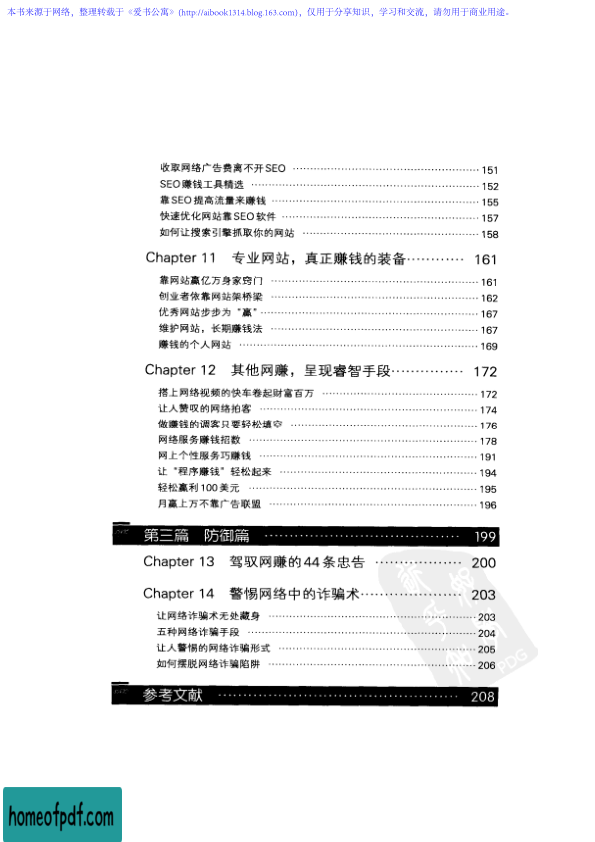 本书来源于网络，整理转载于《爱书公寓》(http://aibook1314.blog.163.com)，仅用于分享知识，学习和交流，请勿用于商业用途。
收取网络广告费离不开SEO ………………………………………… 151
SEO赚钱工具精选 ………………………………………… 152
靠SEO提高流量来赚钱 ………………………………………… 155
快速优化网站靠SEO软件 ………………………………………… 157
如何让搜索引擎抓取你的网站 ………………………………………… 158
Chapter 11 专业网站，真正赚钱的装备………… 161
靠网站赢亿万身家窍门 ………………………………………… 161
创业者依靠网站架桥梁 ………………………………………… 162
优秀网站步步为“赢”………………………………………… 167
维护网站，长期赚钱法 ………………………………………… 167
赚钱的个人网站 ………………………………………… 169
Chapter 12 其他网赚，呈现睿智手段………… 172
搭上网络视频的快车卷起财富百万 ………………………………… 172
让人赞叹的网络拍客 ………………………………………… 174
做赚钱的调客只要轻松填空 ………………………………………… 176
网络服务赚钱招数 ………………………………………… 178
网上个性服务巧赚钱 ………………………………………… 191
让“程序赚钱”轻松起来 ………………………………………… 194
轻松赢利100美元 ………………………………………… 195
月赢上万不靠广告联盟 ………………………………………… 196
第三篇 防御篇 ………………………………… 199
Chapter 13 驾驭网赚的44条忠告 ……………… 200
Chapter 14 警惕网络中的诈骗术………………… 203
让网络诈骗术无处藏身 ………………………………………… 203
五种网络诈骗手段 ………………………………………… 204
让人警惕的网络诈骗形式 ………………………………………… 205
如何摆脱网络诈骗陷阱 ………………………………………… 206
PDG
参考文献 ………………………………………… 208
homeofpdf.com